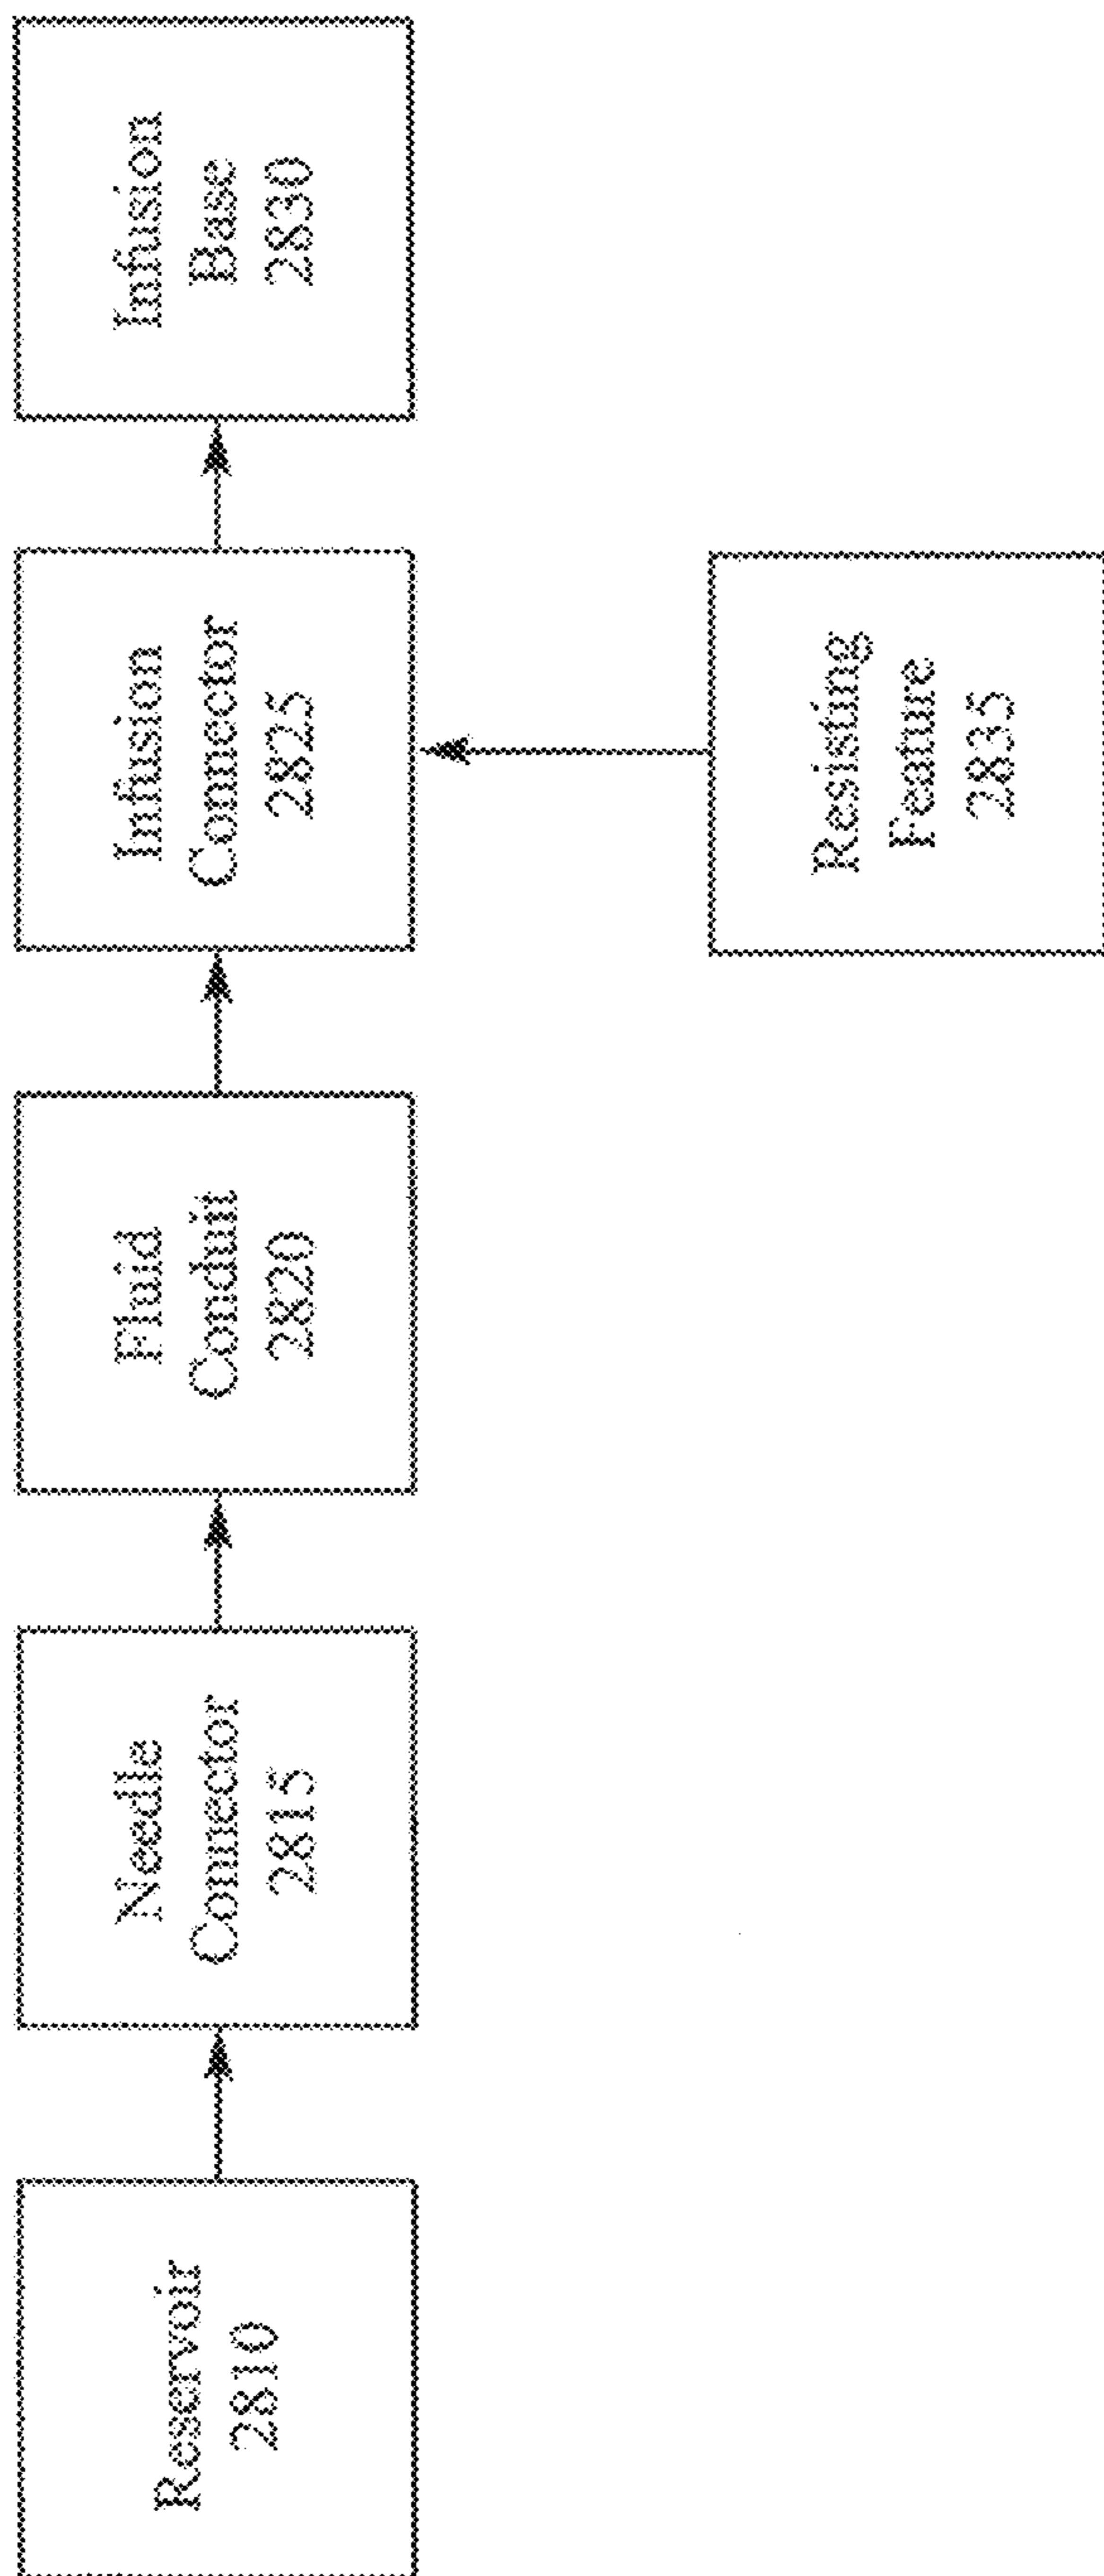 Reservoir
2810
Needle
Connector
2815
Fluid
Conduit
2820
Infusion
Connector
2825
Infusion
Base
2830
Resisting
Feature
2835